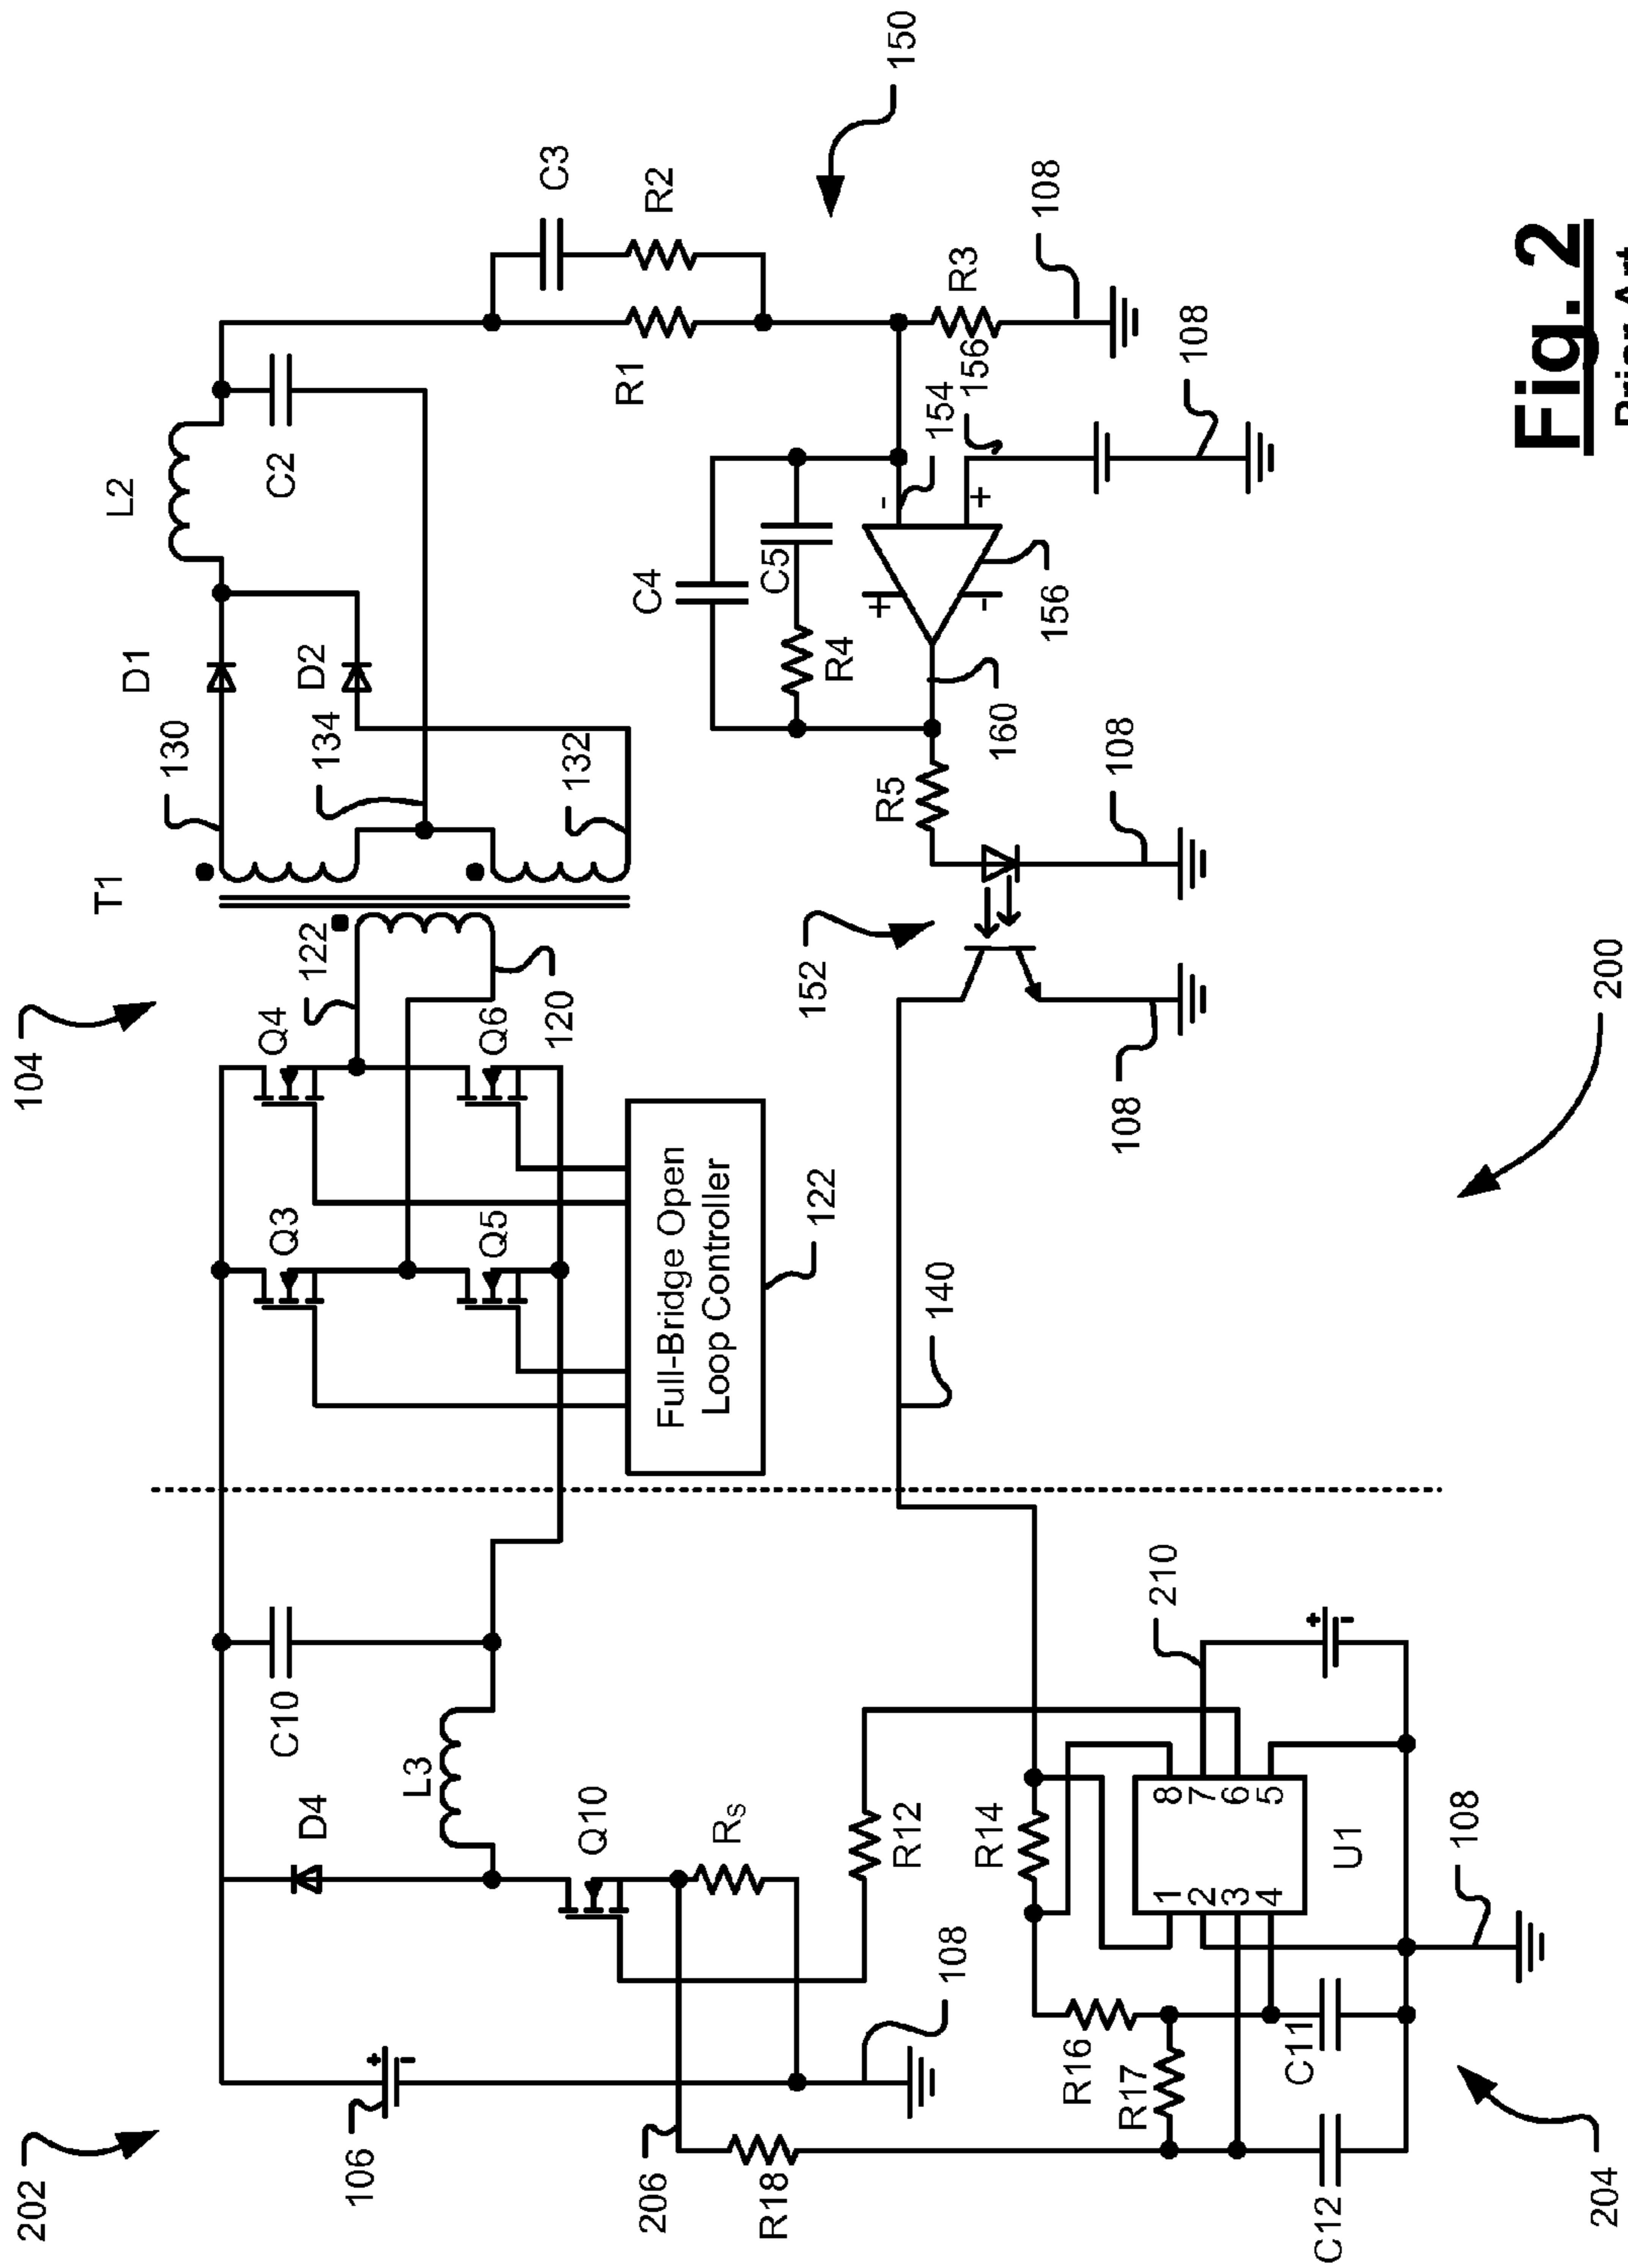 202
104
T1
L2
D1
130
C10
Q3
Q4
C2
D4
122
D2
134
106
L3
Q5
Q6
120
132
C3
Q10
R1
C4
R2
206
Full-Bridge Open
Loop Controller
Rs
R18
C5
122
152
R4
+
-
R12
R5
-
150
108
140
154
R3
156
+
-
R14
160
156
108
R16
108
108
R17
210
1 8
2 7
3 6
4 5
108
C11
+
-
C12
U1
108
204
200
Fig. 2
Prior Art
+
-